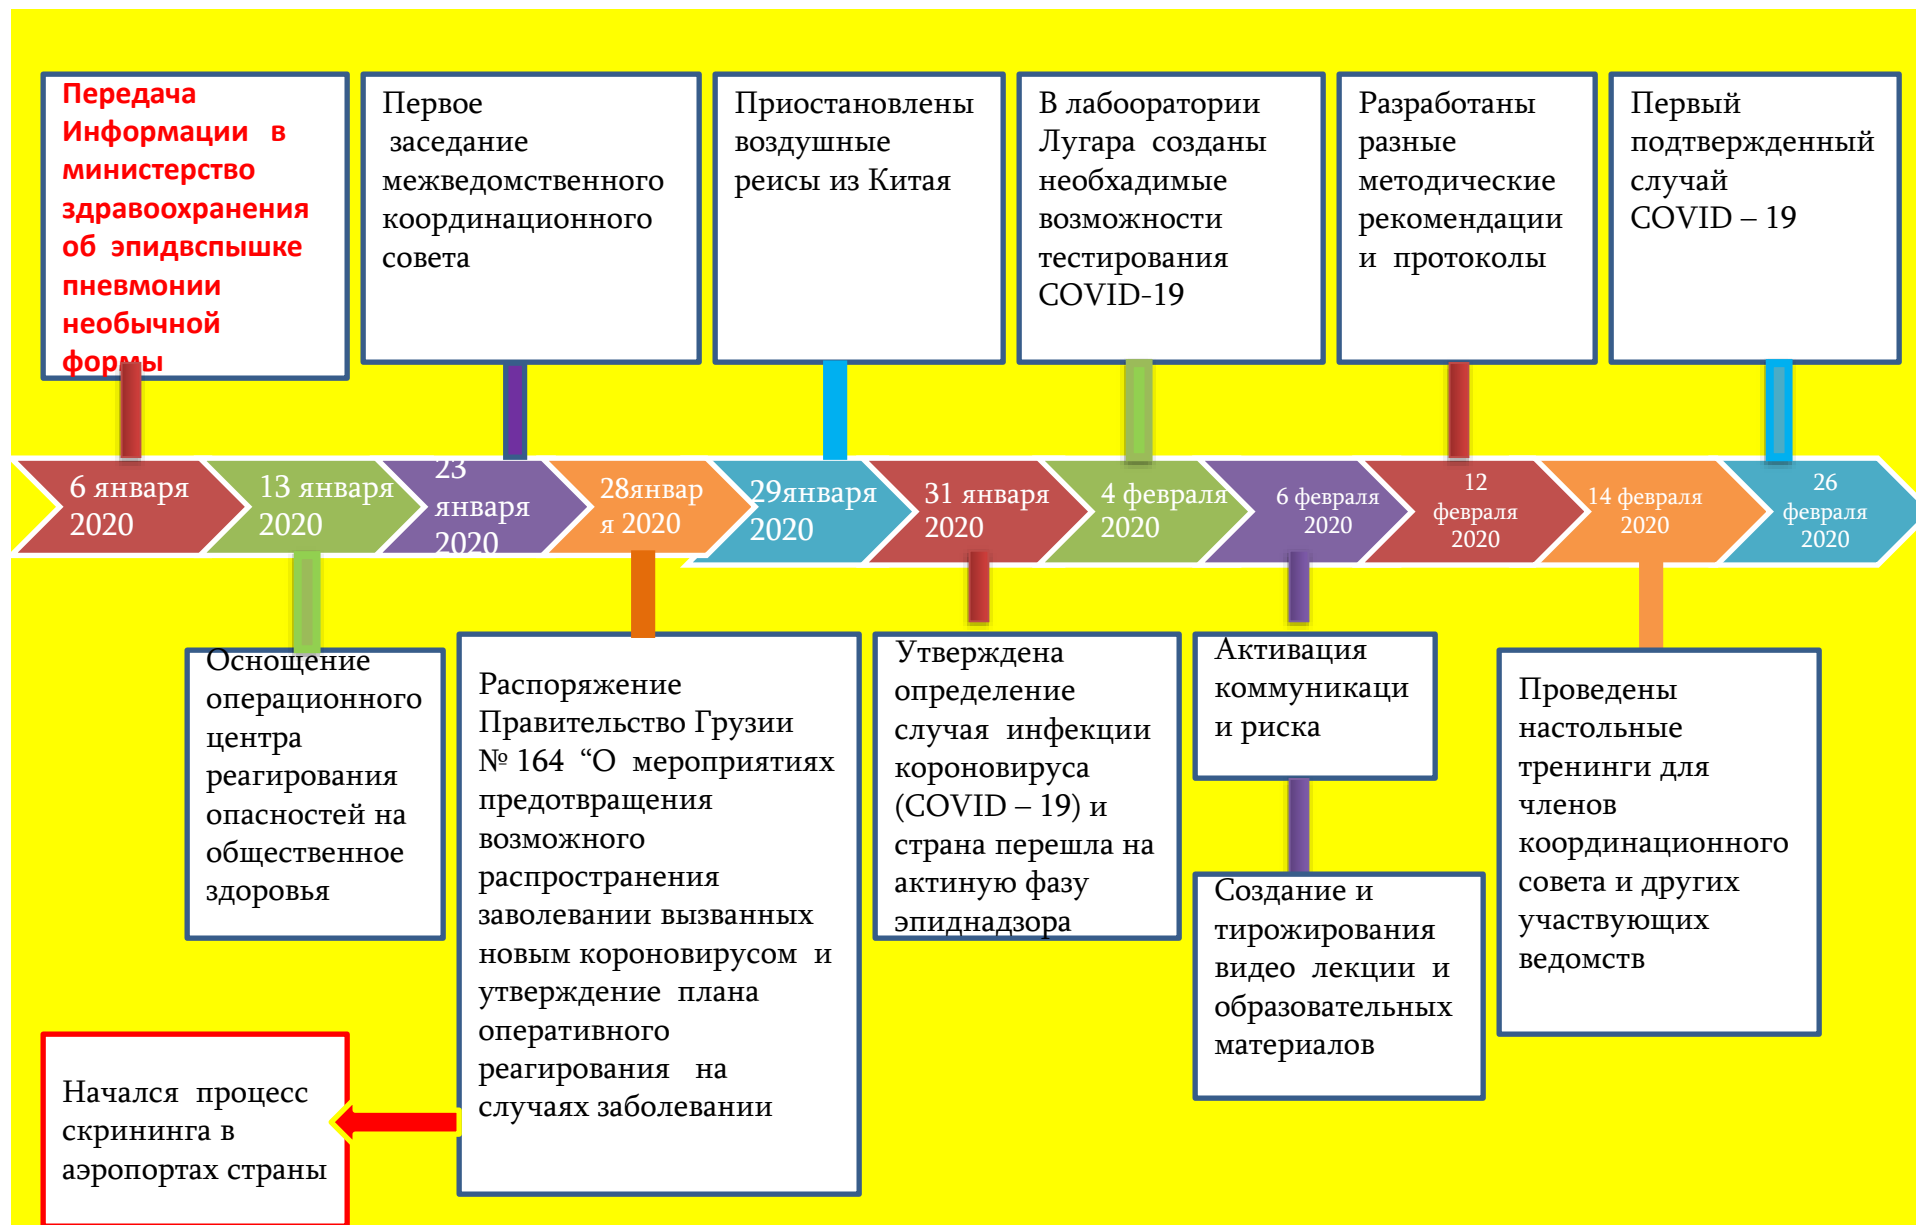 Передача
Информации в
министерство
здравоохранения
об эпидвспышке
пневмонии
необычной
формы
Первое
заседание
межведомственного
координационного
совета
Приостановлены
воздушные
реисы из Китая
В лабооратории
Лугара созданы
необхадимые
возможности
тестирования
COVID-19
Разработаны
разные
методические
рекомендации
и протоколы
Первый
подтвержденный
случай
COVID – 19
6 января
2020
13 января
2020
23
января
2020
28январ
я 2020
29января
2020
31 января
2020
4 февраля
2020
6 февраля
2020
12
февраля
2020
14 февраля
2020
26
февраля
2020
Оснощение
операционного
центра
реагирования
опасностей на
общественное
здоровья
Распоряжение
Правительство Грузии
№ 164 “О мероприятиях
предотвращения
возможного
распространения
заболевании вызванных
новым короновирусом и
утверждение плана
оперативного
реагирования на
случаях заболевании
Утверждена
определение
случая инфекции
короновируса
(COVID – 19) и
страна перешла на
актиную фазу
эпиднадзора
Активация
коммуникаци
и риска
Создание и
тирожирования
видео лекции и
образовательных
материалов
Проведены
настольные
тренинги для
членов
координационного
совета и других
участвующих
ведомств
Начался процесс
скрининга в
аэропортах страны